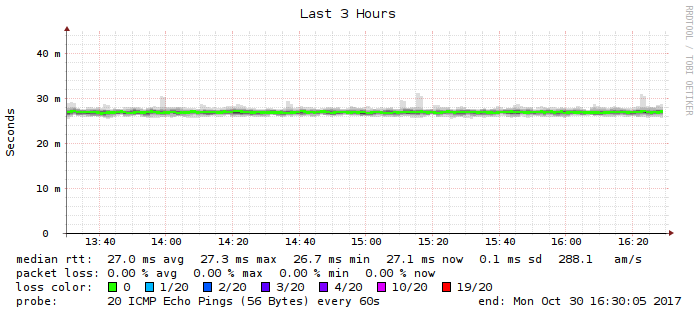 Last 3 Hours
RRDTOOL / TOBI OETIKER
Seconds
40 m
30 m
20 m
10 m
0
13:40 14:00 14:20 14:40 15:00 15:20 15:40 16:00 16:20
median rtt: 27.0 ms avg 27.3 ms max 26.7 ms min 27.1 ms now 0.1 ms sd 288.1 am/s
packet loss: 0.00 % avg 0.00 % max 0.00 % min 0.00 % now
loss color: 0 1/20 2/20 3/20 4/20 10/20 19/20
probe: 20 ICMP Echo Pings (56 Bytes) every 60s end: Mon Oct 30 16:30:05 2017